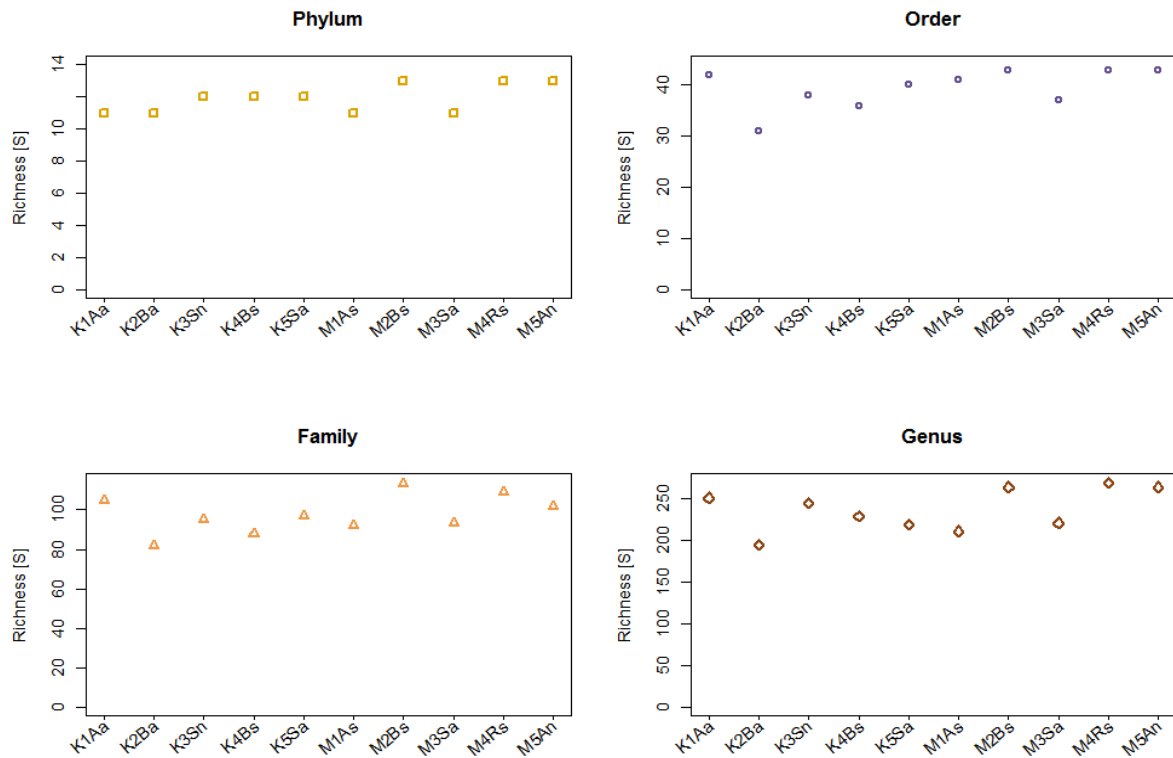 Phylum
Richness [S]
14
10
8
6
4
2
0
K1Aa K2Ba K3Sn K4Bs K5Sa M1As M2Bs M3Sa M4Rs M5An
Order
Richness [S]
40
30
20
10
0
K1Aa K2Ba K3Sn K4Bs K5Sa M1As M2Bs M3Sa M4Rs M5An
Family
Richness [S]
100
80
60
40
20
0
K1Aa K2Ba K3Sn K4Bs K5Sa M1As M2Bs M3Sa M4Rs M5An
Genus
Richness [S]
250
200
150
100
50
0
K1Aa K2Ba K3Sn K4Bs K5Sa M1As M2Bs M3Sa M4Rs M5An